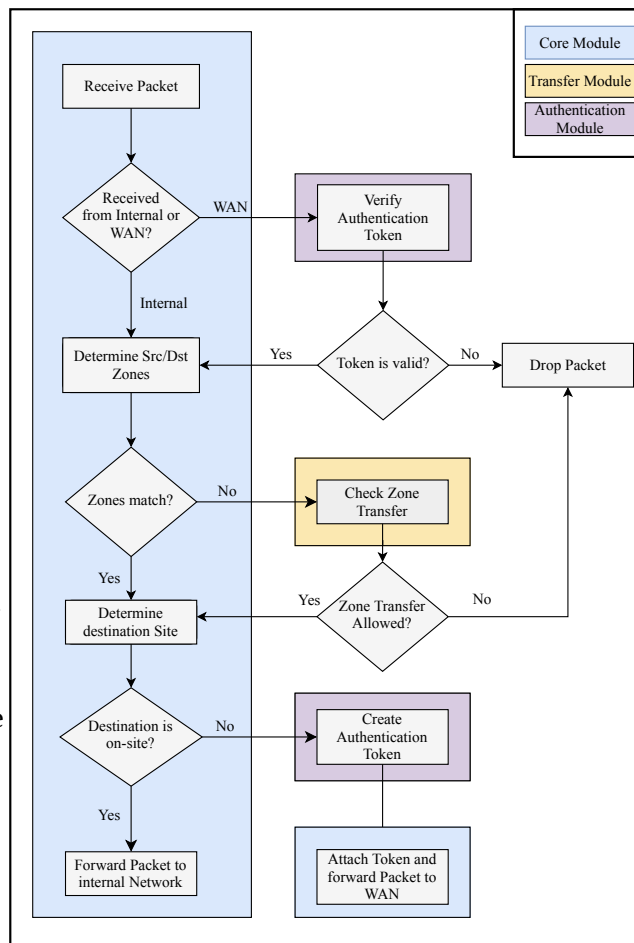 Core Module
Transfer Module
Authentication
Module
Receive Packet
Received
from Internal or
WAN?
WAN
Verify
Authentication
Token
Internal
Determine Src/Dst
Zones
Yes
Token is valid?
No
Drop Packet
Zones match?
No
Check Zone
Transfer
Yes
Determine
destination Site
Yes
Zone Transfer
Allowed?
No
Destination is
on-site?
No
Create
Authentication
Token
Yes
Forward Packet to
internal Network
Attach Token and
forward Packet to
WAN